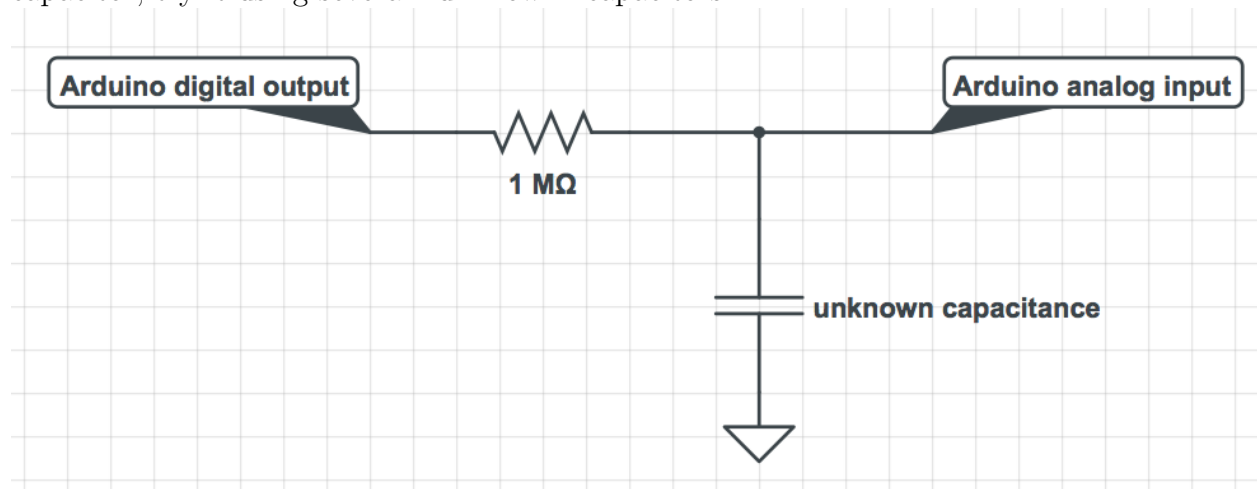 Arduino digital output
Arduino analog input
1 MΩ
unknown capacitance